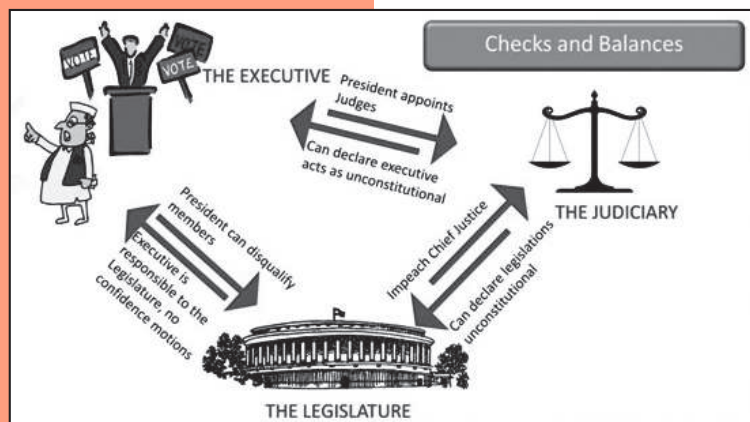 Checks and Balances
VOTE
VOTE
VOTE
THE EXECUTIVE
President appoints
Judges
Can declare executive
acts as unconstitutional
THE JUDICIARY
President can disqualify
members
Executive is
responsible to the
Legislature, no
confidence motions
Impeach Chief Justice
Can declare legislations
unconstitutional
THE LEGISLATURE